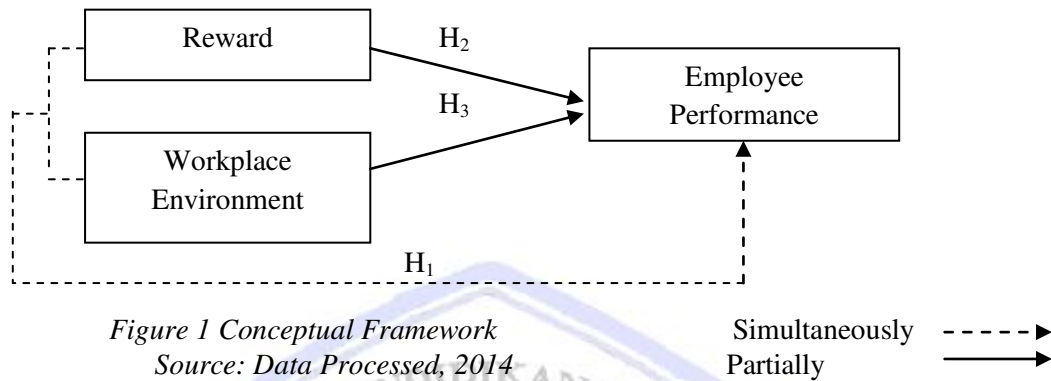 Reward
H₂
Employee
Performance
H₃
Workplace
Environment
H₁
Figure 1 Conceptual Framework
Source: Data Processed, 2014
Simultaneously
Partially